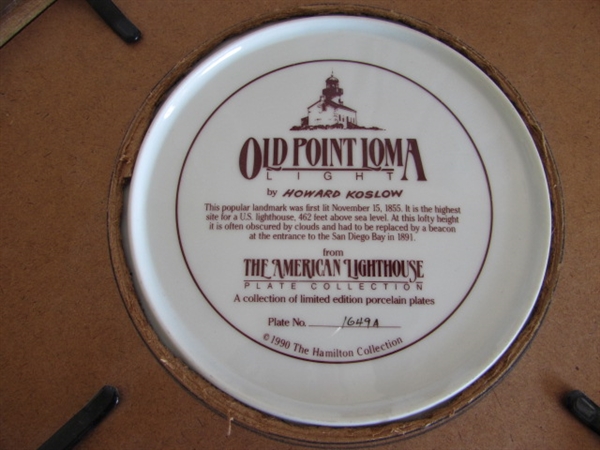 OLD POINT LOMA
LIGHT
by HOWARD KOSLOW
This popular landmark was first lit November 15, 1855. It is the highest
site for a U.S. lighthouse, 462 feet above sea level. At this lofty height
it is often obscured by clouds and had to be replaced by a beacon
at the entrance to the San Diego Bay in 1891.
from
THE AMERICAN LIGHTHOUSE
PLATE COLLECTION
A collection of limited edition porcelain plates
Plate No. 1649A
©1990 The Hamilton Collection